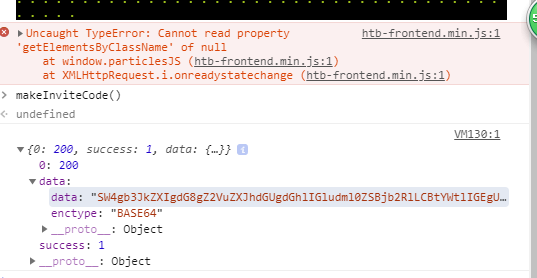 Uncaught TypeError: Cannot read property htb-frontend.min.js:1
'getElementsByClassName' of null
at window.particlesJS (htb-frontend.min.js:1)
at XMLHttpRequest.i.onreadystatechange (htb-frontend.min.js:1)
> makeInviteCode()
undefined
VM130:1
{0: 200, success: 1, data: {…}}
0: 200
data:
data: "SW4gb3JkZXIgdG8gZ2VuZXJhdGUgdGhlIGludml0ZSBjb2RlLCBtYWtlIGEgU…
enctype: "BASE64"
__proto__: Object
success: 1
__proto__: Object